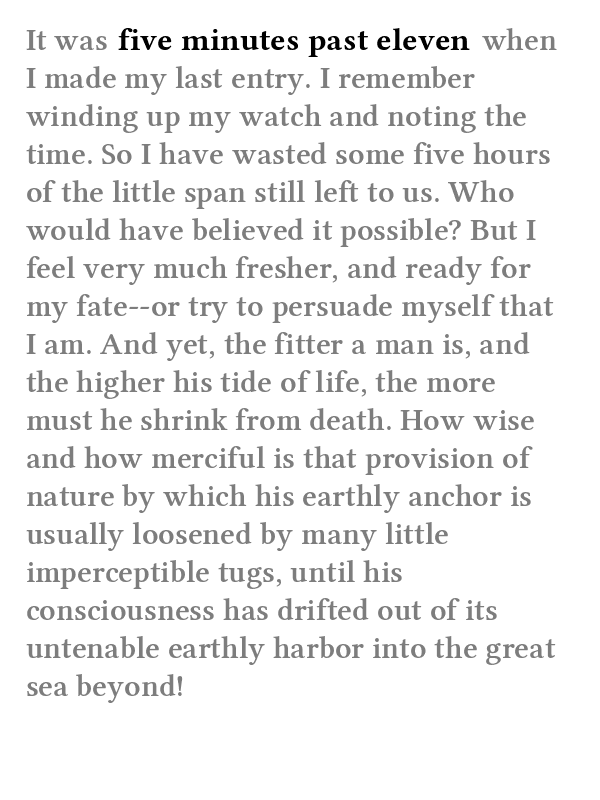 It was five minutes past eleven when
I made my last entry. I remember
winding up my watch and noting the
time. So I have wasted some five hours
of the little span still left to us. Who
would have believed it possible? But I
feel very much fresher, and ready for
my fate--or try to persuade myself that
I am. And yet, the fitter a man is, and
the higher his tide of life, the more
must he shrink from death. How wise
and how merciful is that provision of
nature by which his earthly anchor is
usually loosened by many little
imperceptible tugs, until his
consciousness has drifted out of its
untenable earthly harbor into the great
sea beyond!